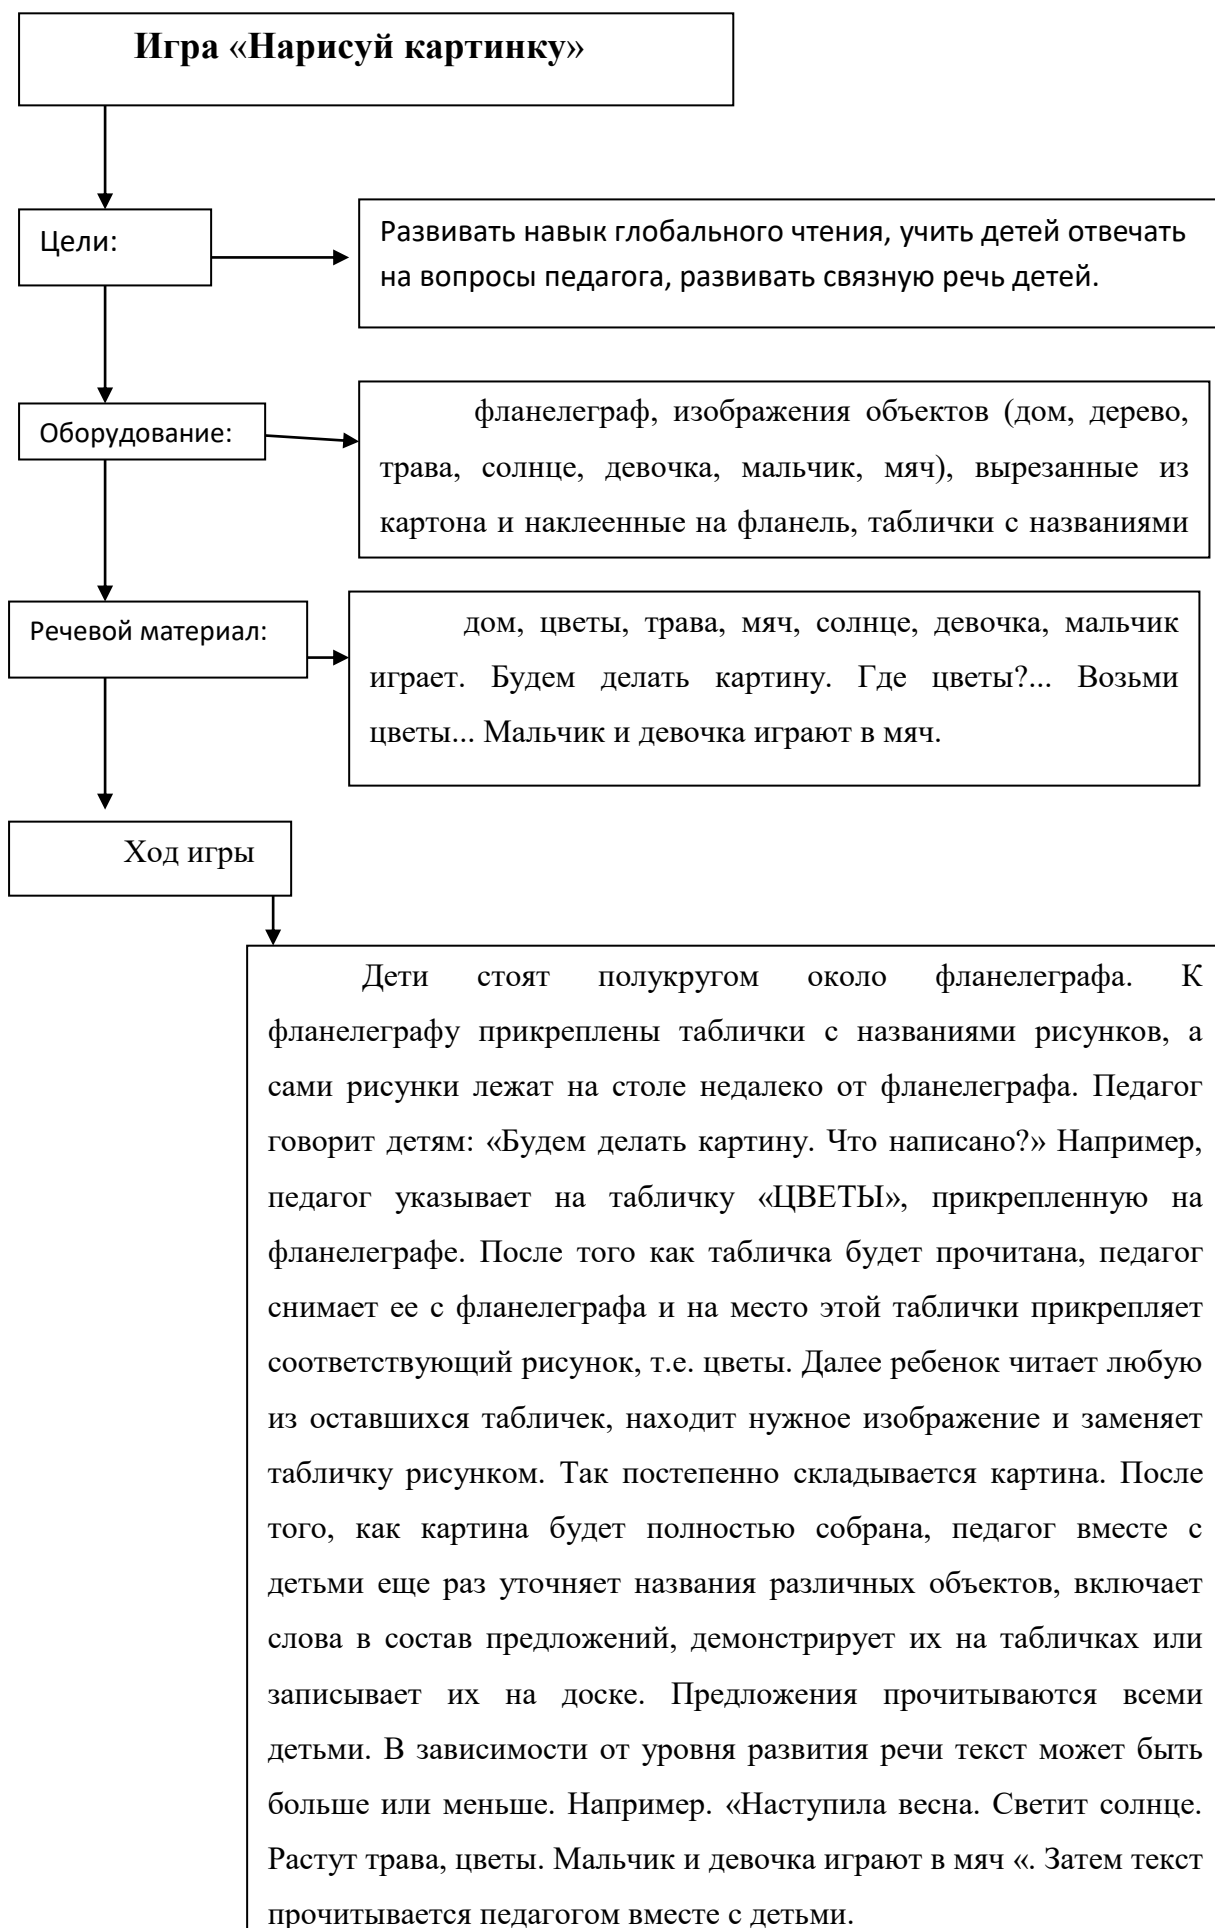 Игра «Нарисуй картинку»
Цели:
Развивать навык глобального чтения, учить детей отвечать
на вопросы педагога, развивать связную речь детей.
Оборудование:
фланелеграф, изображения объектов (дом, дерево,
трава, солнце, девочка, мальчик, мяч), вырезанные из
картона и наклеенные на фланель, таблички с названиями
Речевой материал:
дом, цветы, трава, мяч, солнце, девочка, мальчик
играет. Будем делать картину. Где цветы?... Возьми
цветы... Мальчик и девочка играют в мяч.
Ход игры
Дети стоят полукругом около фланелеграфа. К
фланелеграфу прикреплены таблички с названиями рисунков, а
сами рисунки лежат на столе недалеко от фланелеграфа. Педагог
говорит детям: «Будем делать картину. Что написано?» Например,
педагог указывает на табличку «ЦВЕТЫ», прикрепленную на
фланелеграфе. После того как табличка будет прочитана, педагог
снимает ее с фланелеграфа и на место этой таблички прикрепляет
соответствующий рисунок, т.е. цветы. Далее ребенок читает любую
из оставшихся табличек, находит нужное изображение и заменяет
табличку рисунком. Так постепенно складывается картина. После
того, как картина будет полностью собрана, педагог вместе с
детьми еще раз уточняет названия различных объектов, включает
слова в состав предложений, демонстрирует их на табличках или
записывает их на доске. Предложения прочитываются всеми
детьми. В зависимости от уровня развития речи текст может быть
больше или меньше. Например. «Наступила весна. Светит солнце.
Растут трава, цветы. Мальчик и девочка играют в мяч «. Затем текст
прочитывается педагогом вместе с детьми.